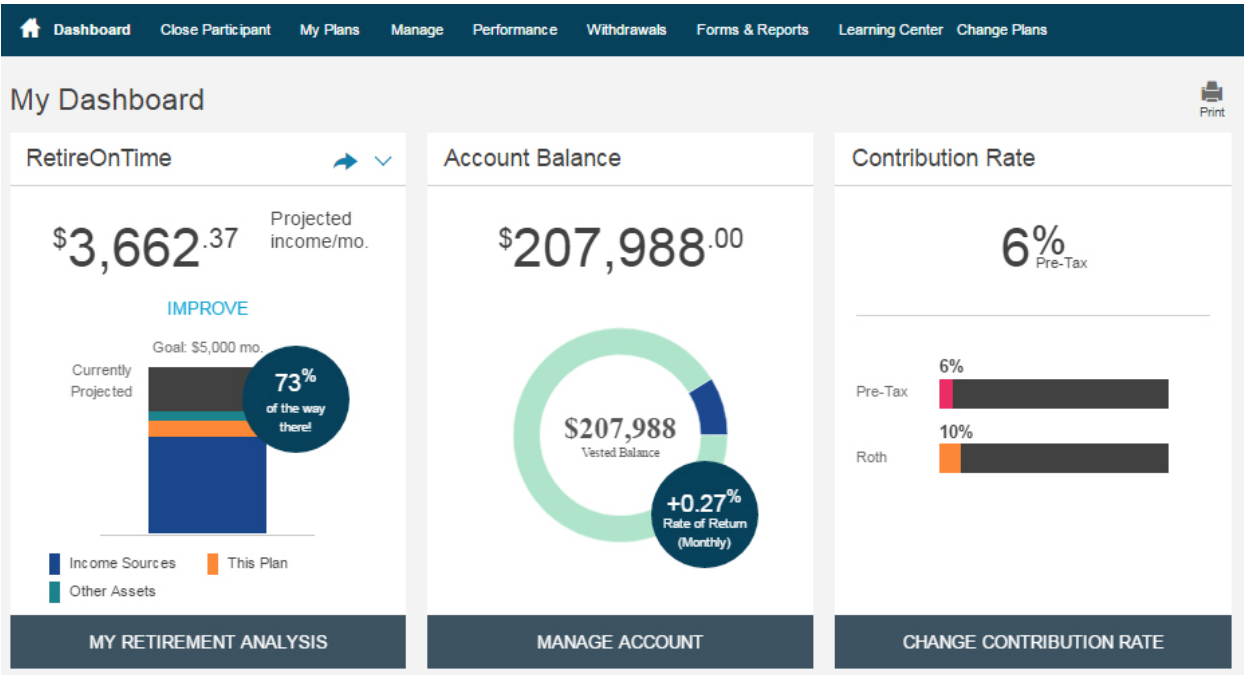 Dashboard Close Participant My Plans Manage Performance Withdrawals Forms & Reports Learning Center Change Plans
My Dashboard
Print
RetireOnTime
$3,662.37
Projected
income/mo.
IMPROVE
Goal: $5,000 mo.
Currently
Projected
73%
of the way
there!
Income Sources
This Plan
Other Assets
MY RETIREMENT ANALYSIS
Account Balance
$207,988.00
$207,988
Vested Balance
+0.27%
Rate of Return
(Monthly)
MANAGE ACCOUNT
Contribution Rate
6%
Pre-Tax
6%
Pre-Tax
10%
Roth
CHANGE CONTRIBUTION RATE